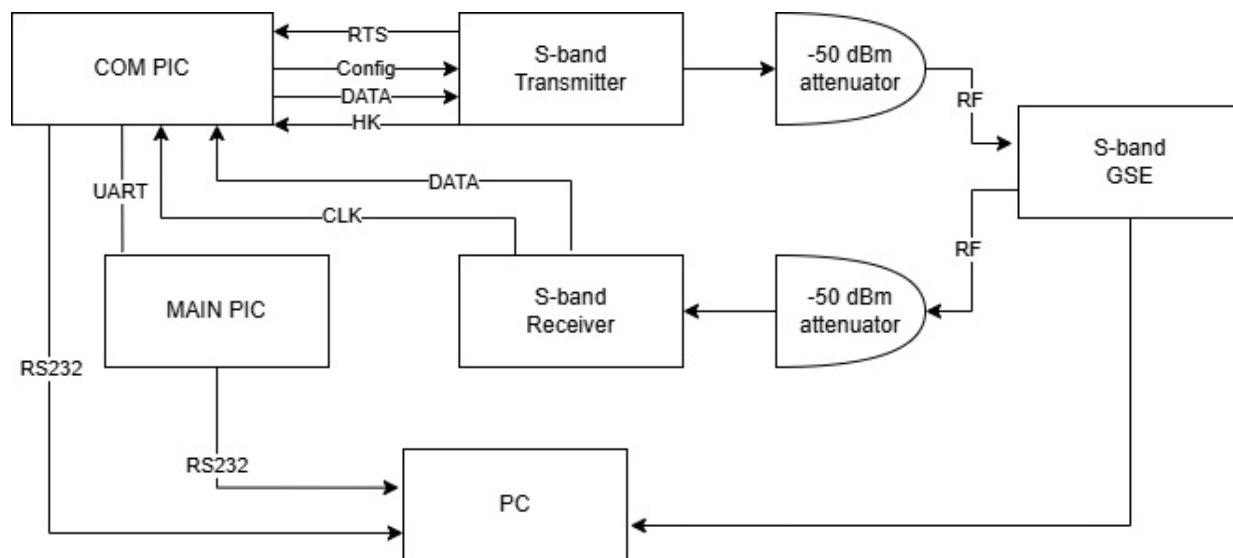 RTS
COM PIC
Config
DATA
HK
S-band
Transmitter
-50 dBm
attenuator
RF
S-band
GSE
UART
DATA
CLK
RF
MAIN PIC
S-band
Receiver
-50 dBm
attenuator
RS232
RS232
PC